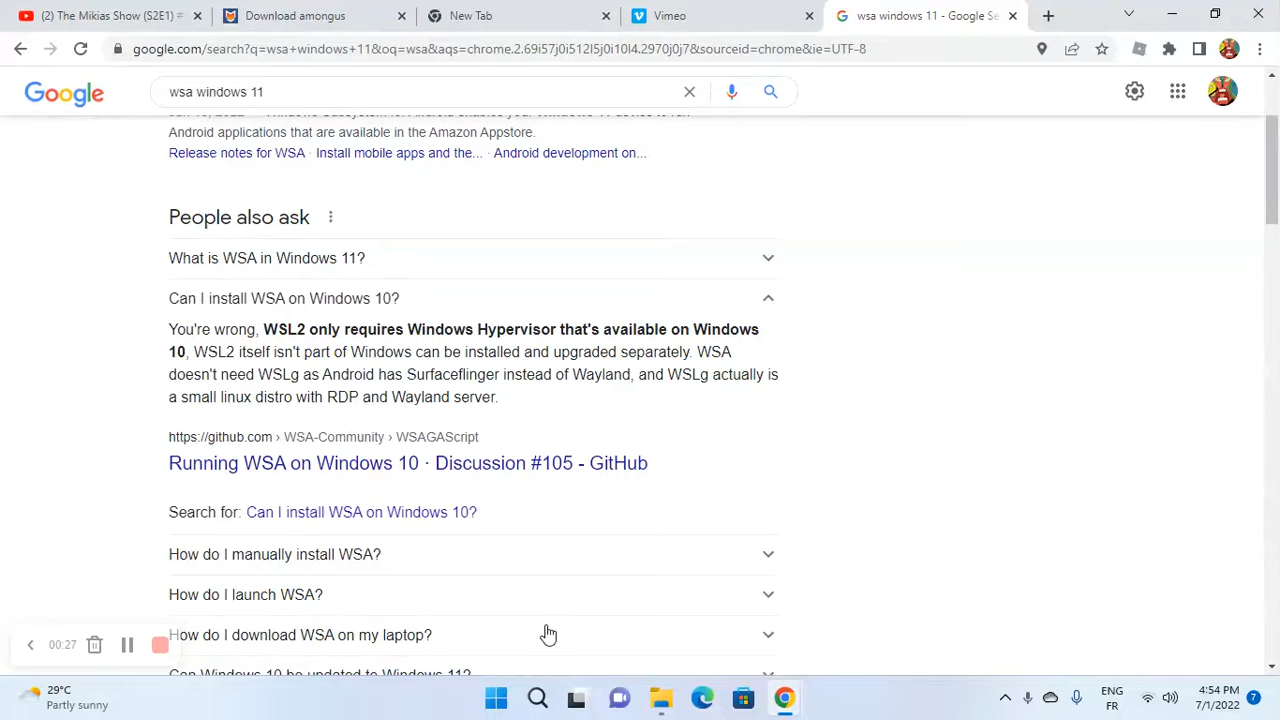 (2) The Mikias Show (S2E1)
Download amongus
New Tab
Vimeo
wsa windows 11 - Google Se
google.com/search?q=wsa+windows+11&oq=wsa&aqs=chrome.2.69i57j0i512l5j0i10l4.2970j0j7&sourceid=chrome&ie=UTF-8
Google
wsa windows 11
Android applications that are available in the Amazon Appstore.
Release notes for WSA · Install mobile apps and the... · Android development on...
People also ask
What is WSA in Windows 11?
Can I install WSA on Windows 10?
You're wrong, WSL2 only requires Windows Hypervisor that's available on Windows
10, WSL2 itself isn't part of Windows can be installed and upgraded separately. WSA
doesn't need WSLg as Android has Surfaceflinger instead of Wayland, and WSLg actually is
a small linux distro with RDP and Wayland server.
https://github.com › WSA-Community › WSAGAScript
Running WSA on Windows 10 · Discussion #105 - GitHub
Search for: Can I install WSA on Windows 10?
How do I manually install WSA?
How do I launch WSA?
How do I download WSA on my laptop?
Can Windows 10 be updated to Windows 11?
00:27
29°C
Partly sunny
ENG
FR
4:54 PM
7/1/2022
7